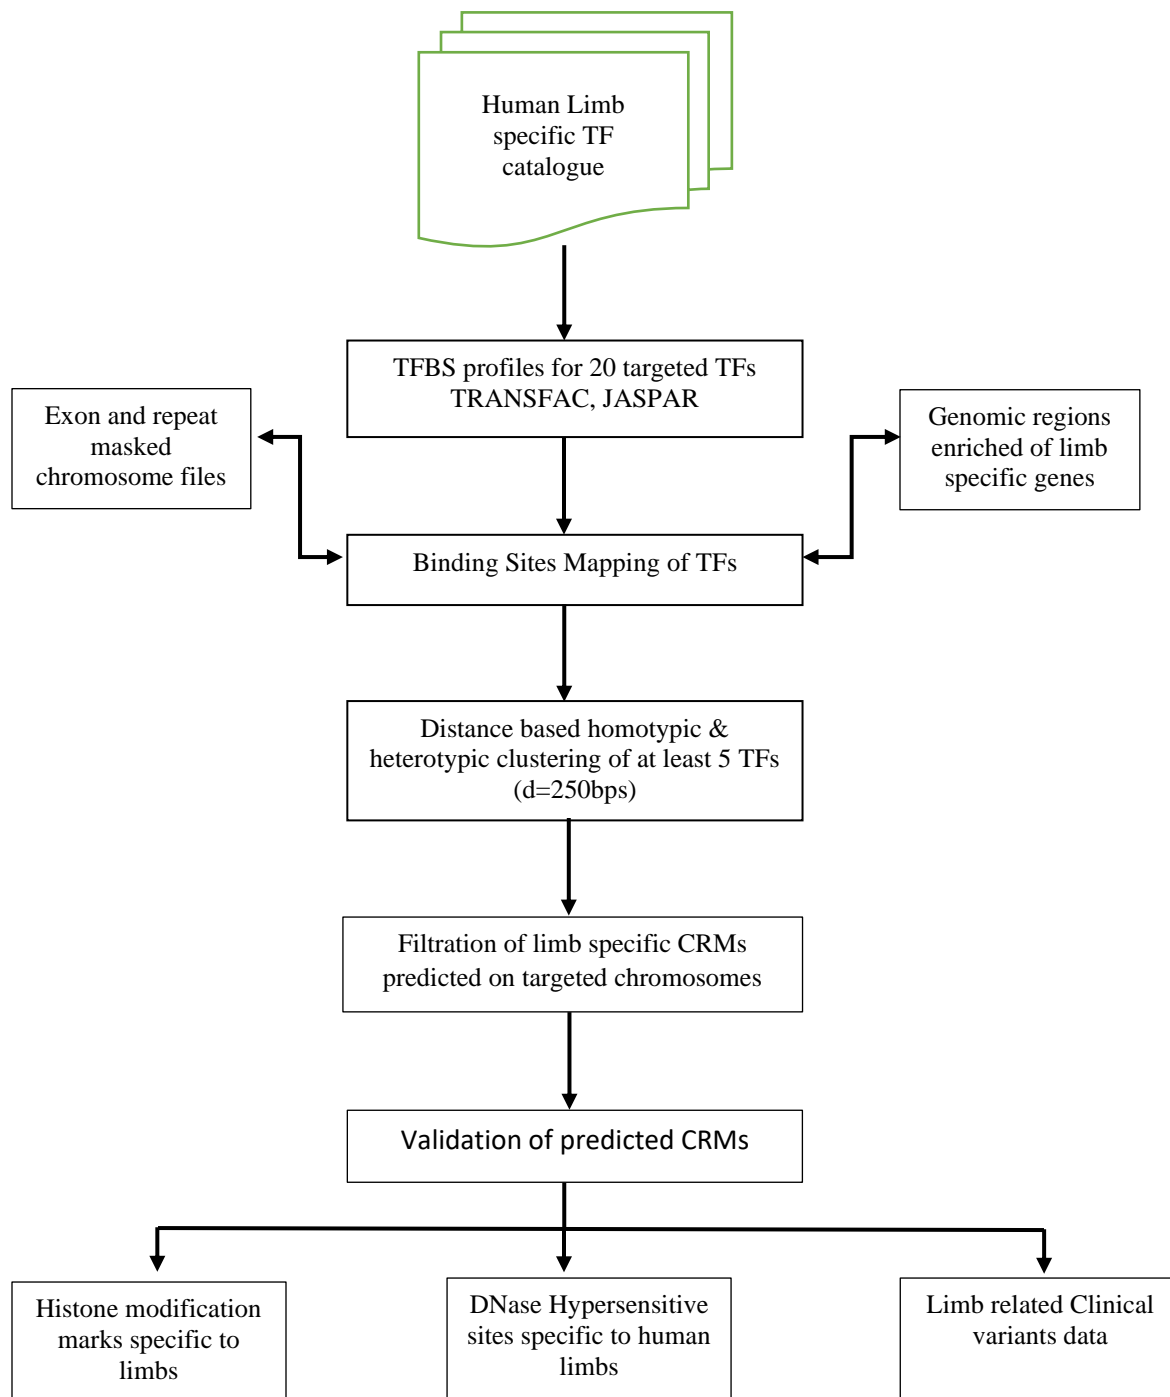 Human Limb
specific TF
catalogue
TFBS profiles for 20 targeted TFs
TRANSFAC, JASPAR
Exon and repeat
masked
chromosome files
Genomic regions
enriched of limb
specific genes
Binding Sites Mapping of TFs
Distance based homotypic &
heterotypic clustering of at least 5 TFs
(d=250bps)
Filtration of limb specific CRMs
predicted on targeted chromosomes
Validation of predicted CRMs
Histone modification
marks specific to
limbs
DNase Hypersensitive
sites specific to human
limbs
Limb related Clinical
variants data